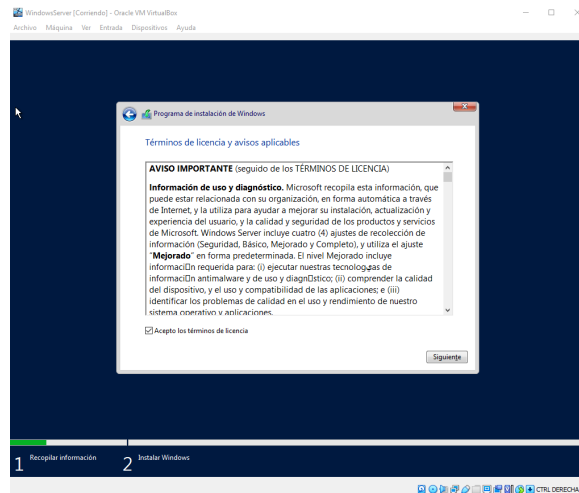 WindowsServer [Corriendo] - Oracle VM VirtualBox
Archivo Máquina Ver Entrada Dispositivos Ayuda
Programa de instalación de Windows
Términos de licencia y avisos aplicables
AVISO IMPORTANTE (seguido de los TÉRMINOS DE LICENCIA)
Información de uso y diagnóstico. Microsoft recopila esta información, que
puede estar relacionada con su organización, en forma automática a través
de Internet, y la utiliza para ayudar a mejorar su instalación, actualización y
experiencia del usuario, y la calidad y seguridad de los productos y servicios
de Microsoft. Windows Server incluye cuatro (4) ajustes de recolección de
información (Seguridad, Básico, Mejorado y Completo), y utiliza el ajuste
"Mejorado" en forma predeterminada. El nivel Mejorado incluye
informaci▯n requerida para: (i) ejecutar nuestras tecnologías de
informaci▯n antimalware y de uso y diagn▯stico; (ii) comprender la calidad
del dispositivo, y el uso y compatibilidad de las aplicaciones; e (iii)
identificar los problemas de calidad en el uso y rendimiento de nuestro
sistema operativo y aplicaciones.
Acepto los términos de licencia
Siguiente
1 Recopilar información 2 Instalar Windows
CTRL DERECHA